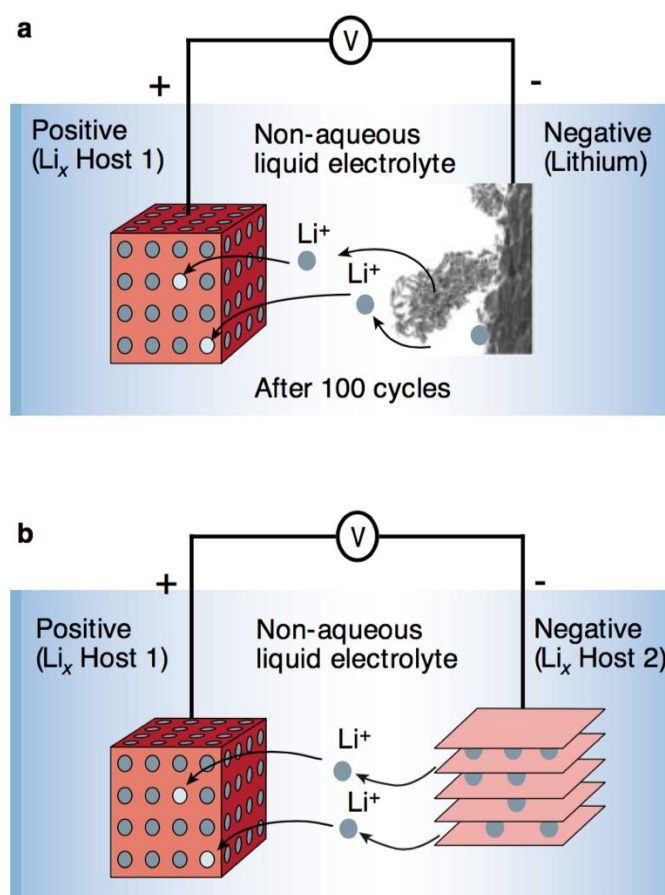 a
V
+
-
Positive
(Liₓ Host 1)
Non-aqueous
liquid electrolyte
Negative
(Lithium)
Li⁺
Li⁺
After 100 cycles
b
V
+
-
Positive
(Liₓ Host 1)
Non-aqueous
liquid electrolyte
Negative
(Liₓ Host 2)
Li⁺
Li⁺